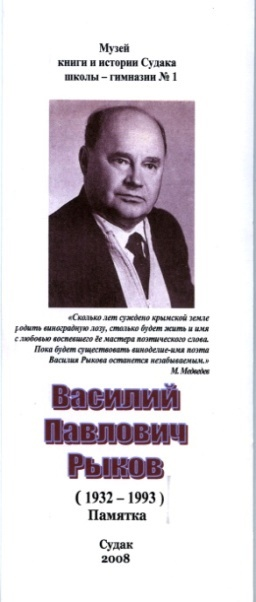 Музей
книги и истории Судака
школы – гимназии № 1
«Сколько лет суждено крымской земле
родить виноградную лозу, столько будет жить и имя
с любовью воспевшего её мастера поэтического слова.
Пока будет существовать виноделие-имя поэта
Василия Рыкова останется незабываемым.»
М. Медведев
Василий
Павлович
Рыков
( 1932 – 1993 )
Памятка
Судак
2008